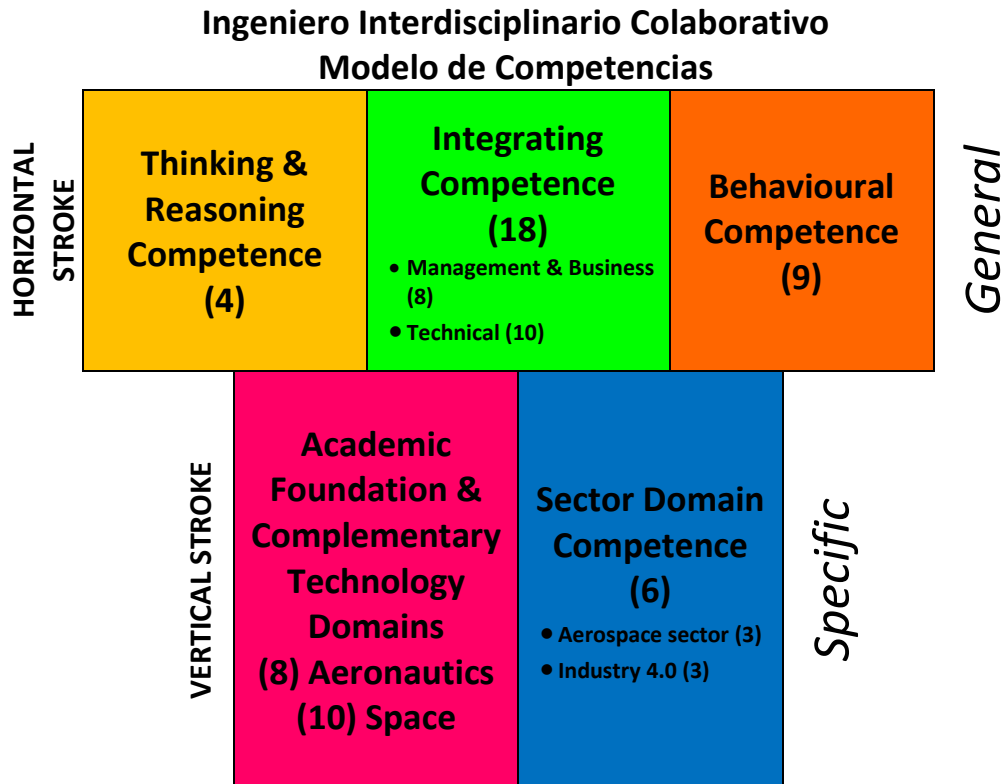 Ingeniero Interdisciplinario Colaborativo
Modelo de Competencias
HORIZONTAL
STROKE
Thinking &
Reasoning
Competence
(4)
Integrating
Competence
(18)
• Management & Business
(8)
• Technical (10)
Behavioural
Competence
(9)
General
VERTICAL STROKE
Academic
Foundation &
Complementary
Technology
Domains
(8) Aeronautics
(10) Space
Sector Domain
Competence
(6)
• Aerospace sector (3)
• Industry 4.0 (3)
Specific